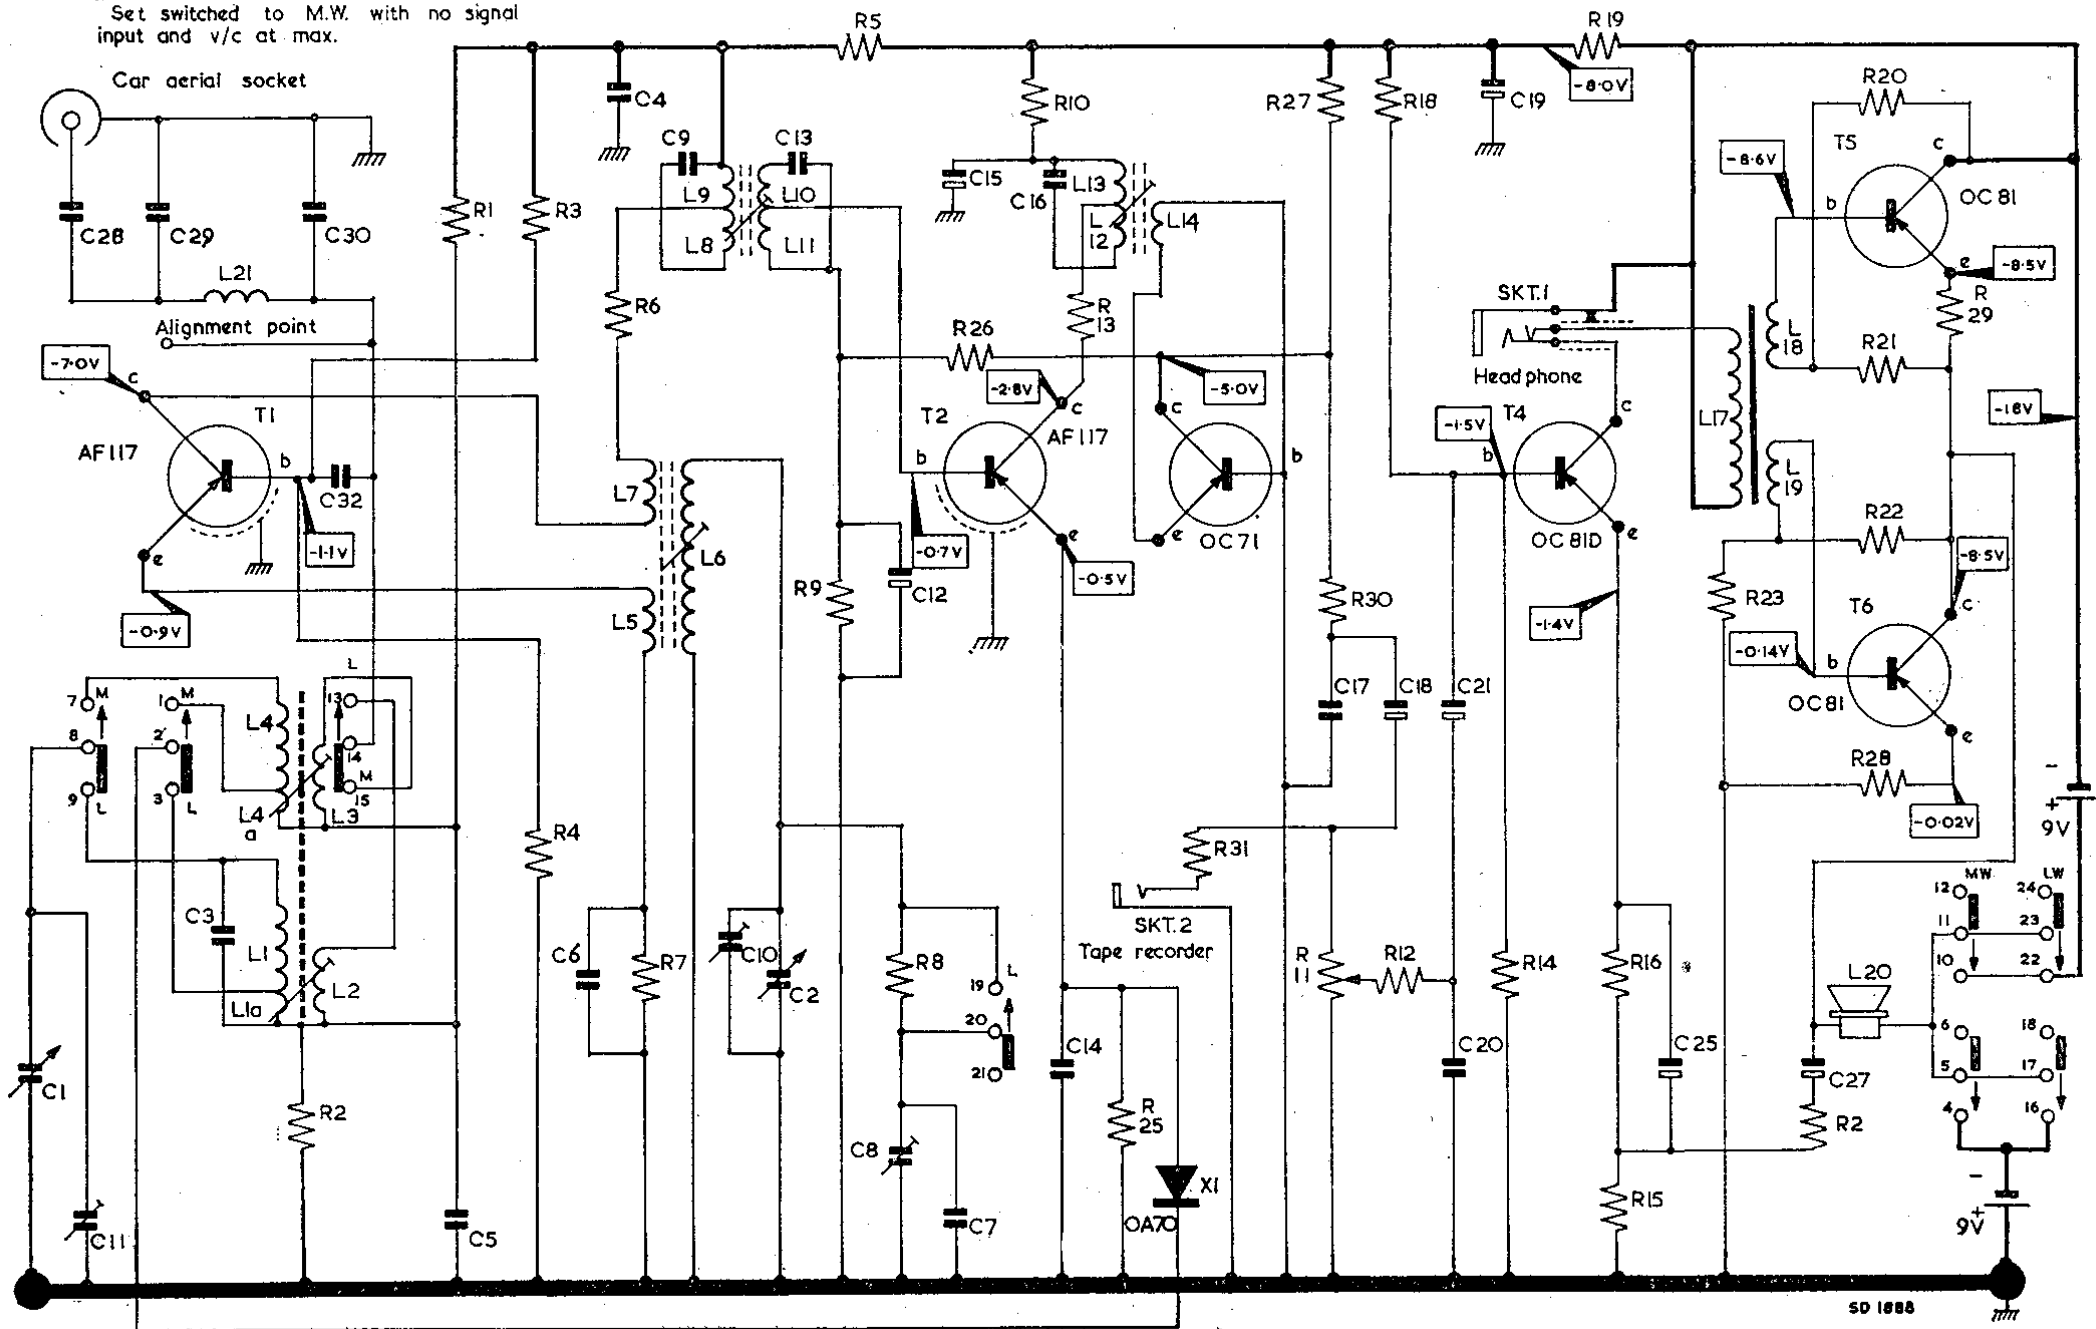 Set switched to M.W. with no signal
input and v/c at max.
Car aerial socket
R5
R19
-8.0V
C4
R10
R27
R18
C19
R20
T5
c
-8.6V
b
OC81
e
-8.5V
R
29
C28
C29
C30
L21
Alignment point
R1
R3
C9
C13
L9
L10
L8
L11
C15
C16
L13
L
12
L14
R6
R
13
R26
SKT.1
Headphone
L
18
R21
-7.0V
c
T1
AF117
b
C32
-1.1V
e
-0.9V
-2.8V
c
T2
AF117
b
-0.7V
e
-0.5V
-5.0V
c
b
e
OC71
-1.5V
T4
b
c
e
OC81D
-1.4V
L17
-18V
L
19
R22
-8.5V
R23
T6
c
-0.14V
b
OC81
e
R28
-0.02V
L7
L6
L5
R9
C12
R30
C17
C18
C21
7
M
8
9
L
1
M
2
3
L
L4
L4
a
L
13
14
M
15
L3
R4
R31
SKT.2
Tape recorder
-
+
9V
C3
L1
L1a
L2
C6
R7
C10
C2
R8
L
19
20
21
R
11
R12
R14
R16
L20
MW
LW
12
11
10
24
23
22
6
5
4
18
17
16
C1
R2
C11
C5
C8
C7
C14
R
25
X1
OA70
C20
C25
C27
R2
R15
-
+
9V
SD 1888